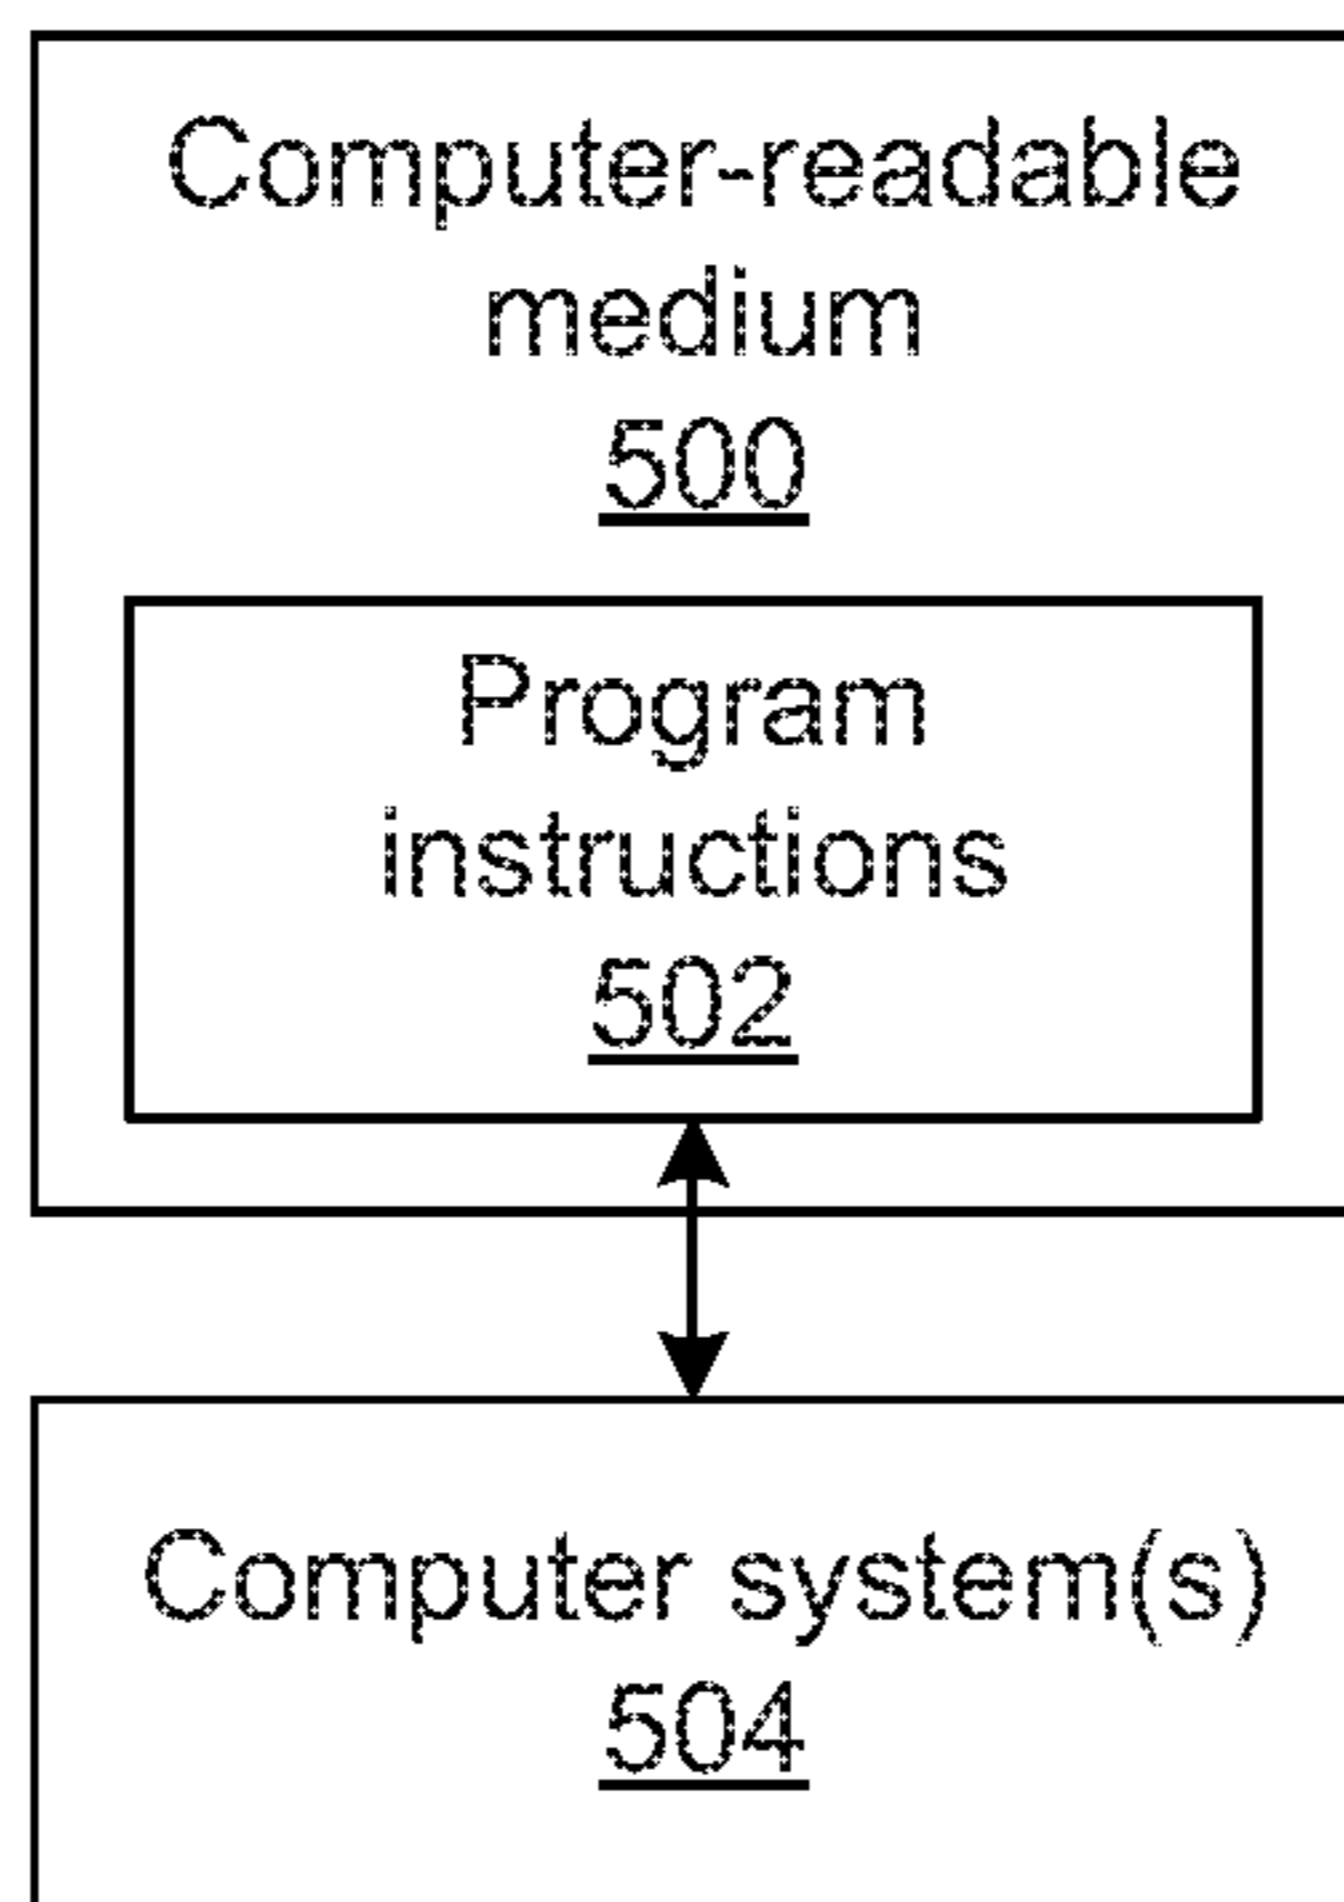 Computer-readable
medium
500
Program
instructions
502
Computer system(s)
504